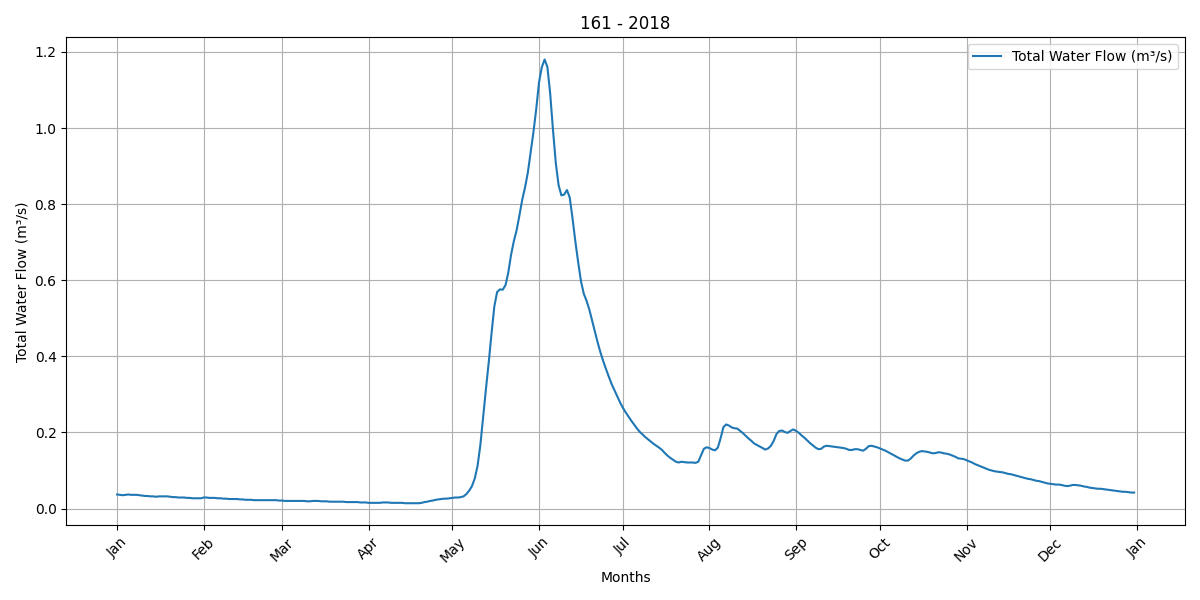 161 - 2018
Total Water Flow (m³/s)
Total Water Flow (m³/s)
1.2
1.0
0.8
0.6
0.4
0.2
0.0
Jan Feb Mar Apr May Jun Jul Aug Sep Oct Nov Dec Jan
Months